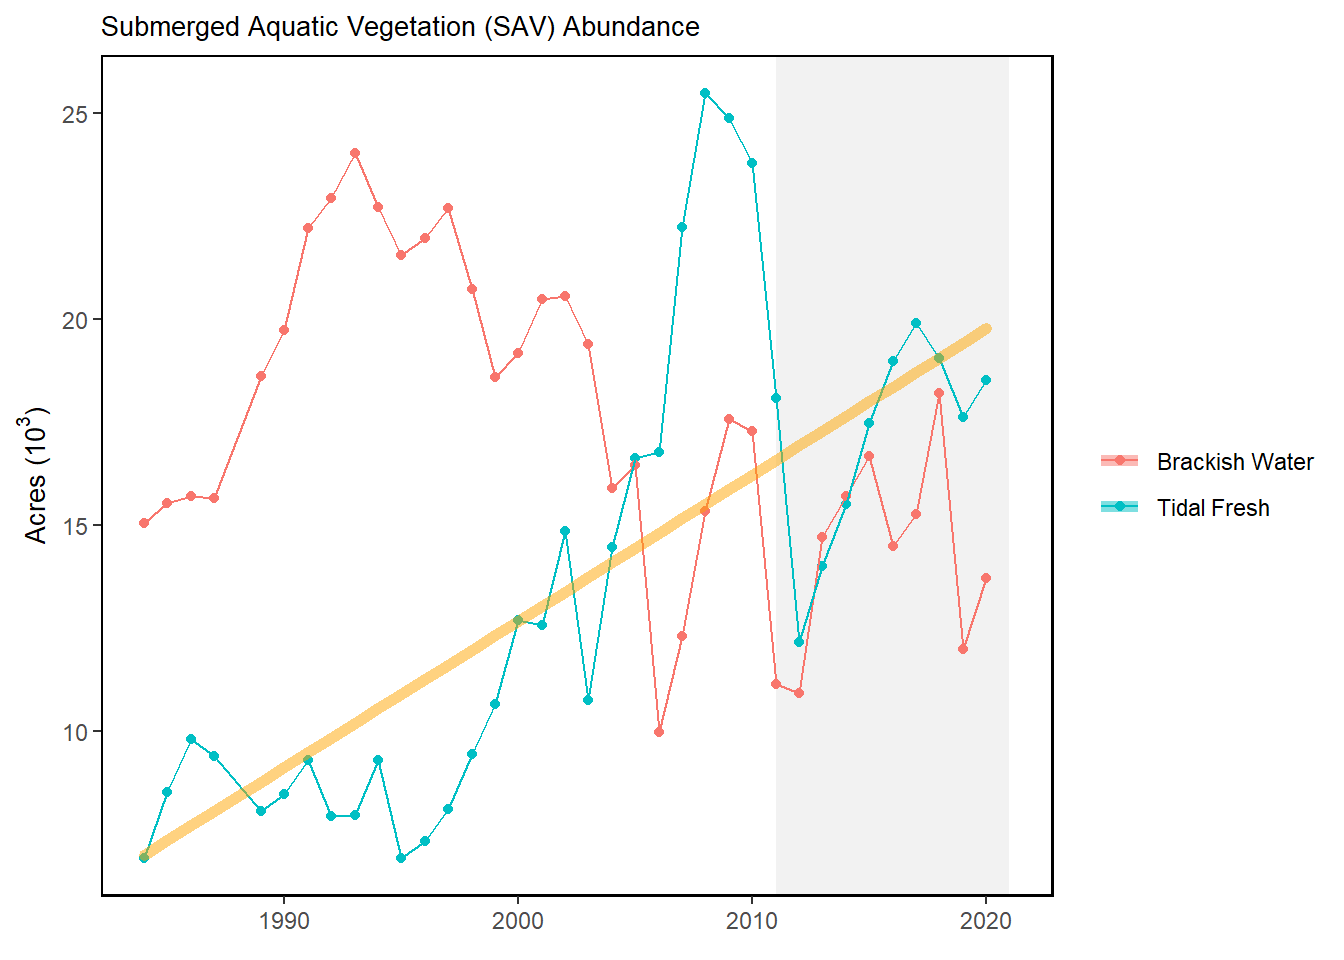 Submerged Aquatic Vegetation (SAV) Abundance
25
20
15
10
Acres (10³)
1990
2000
2010
2020
Brackish Water
Tidal Fresh